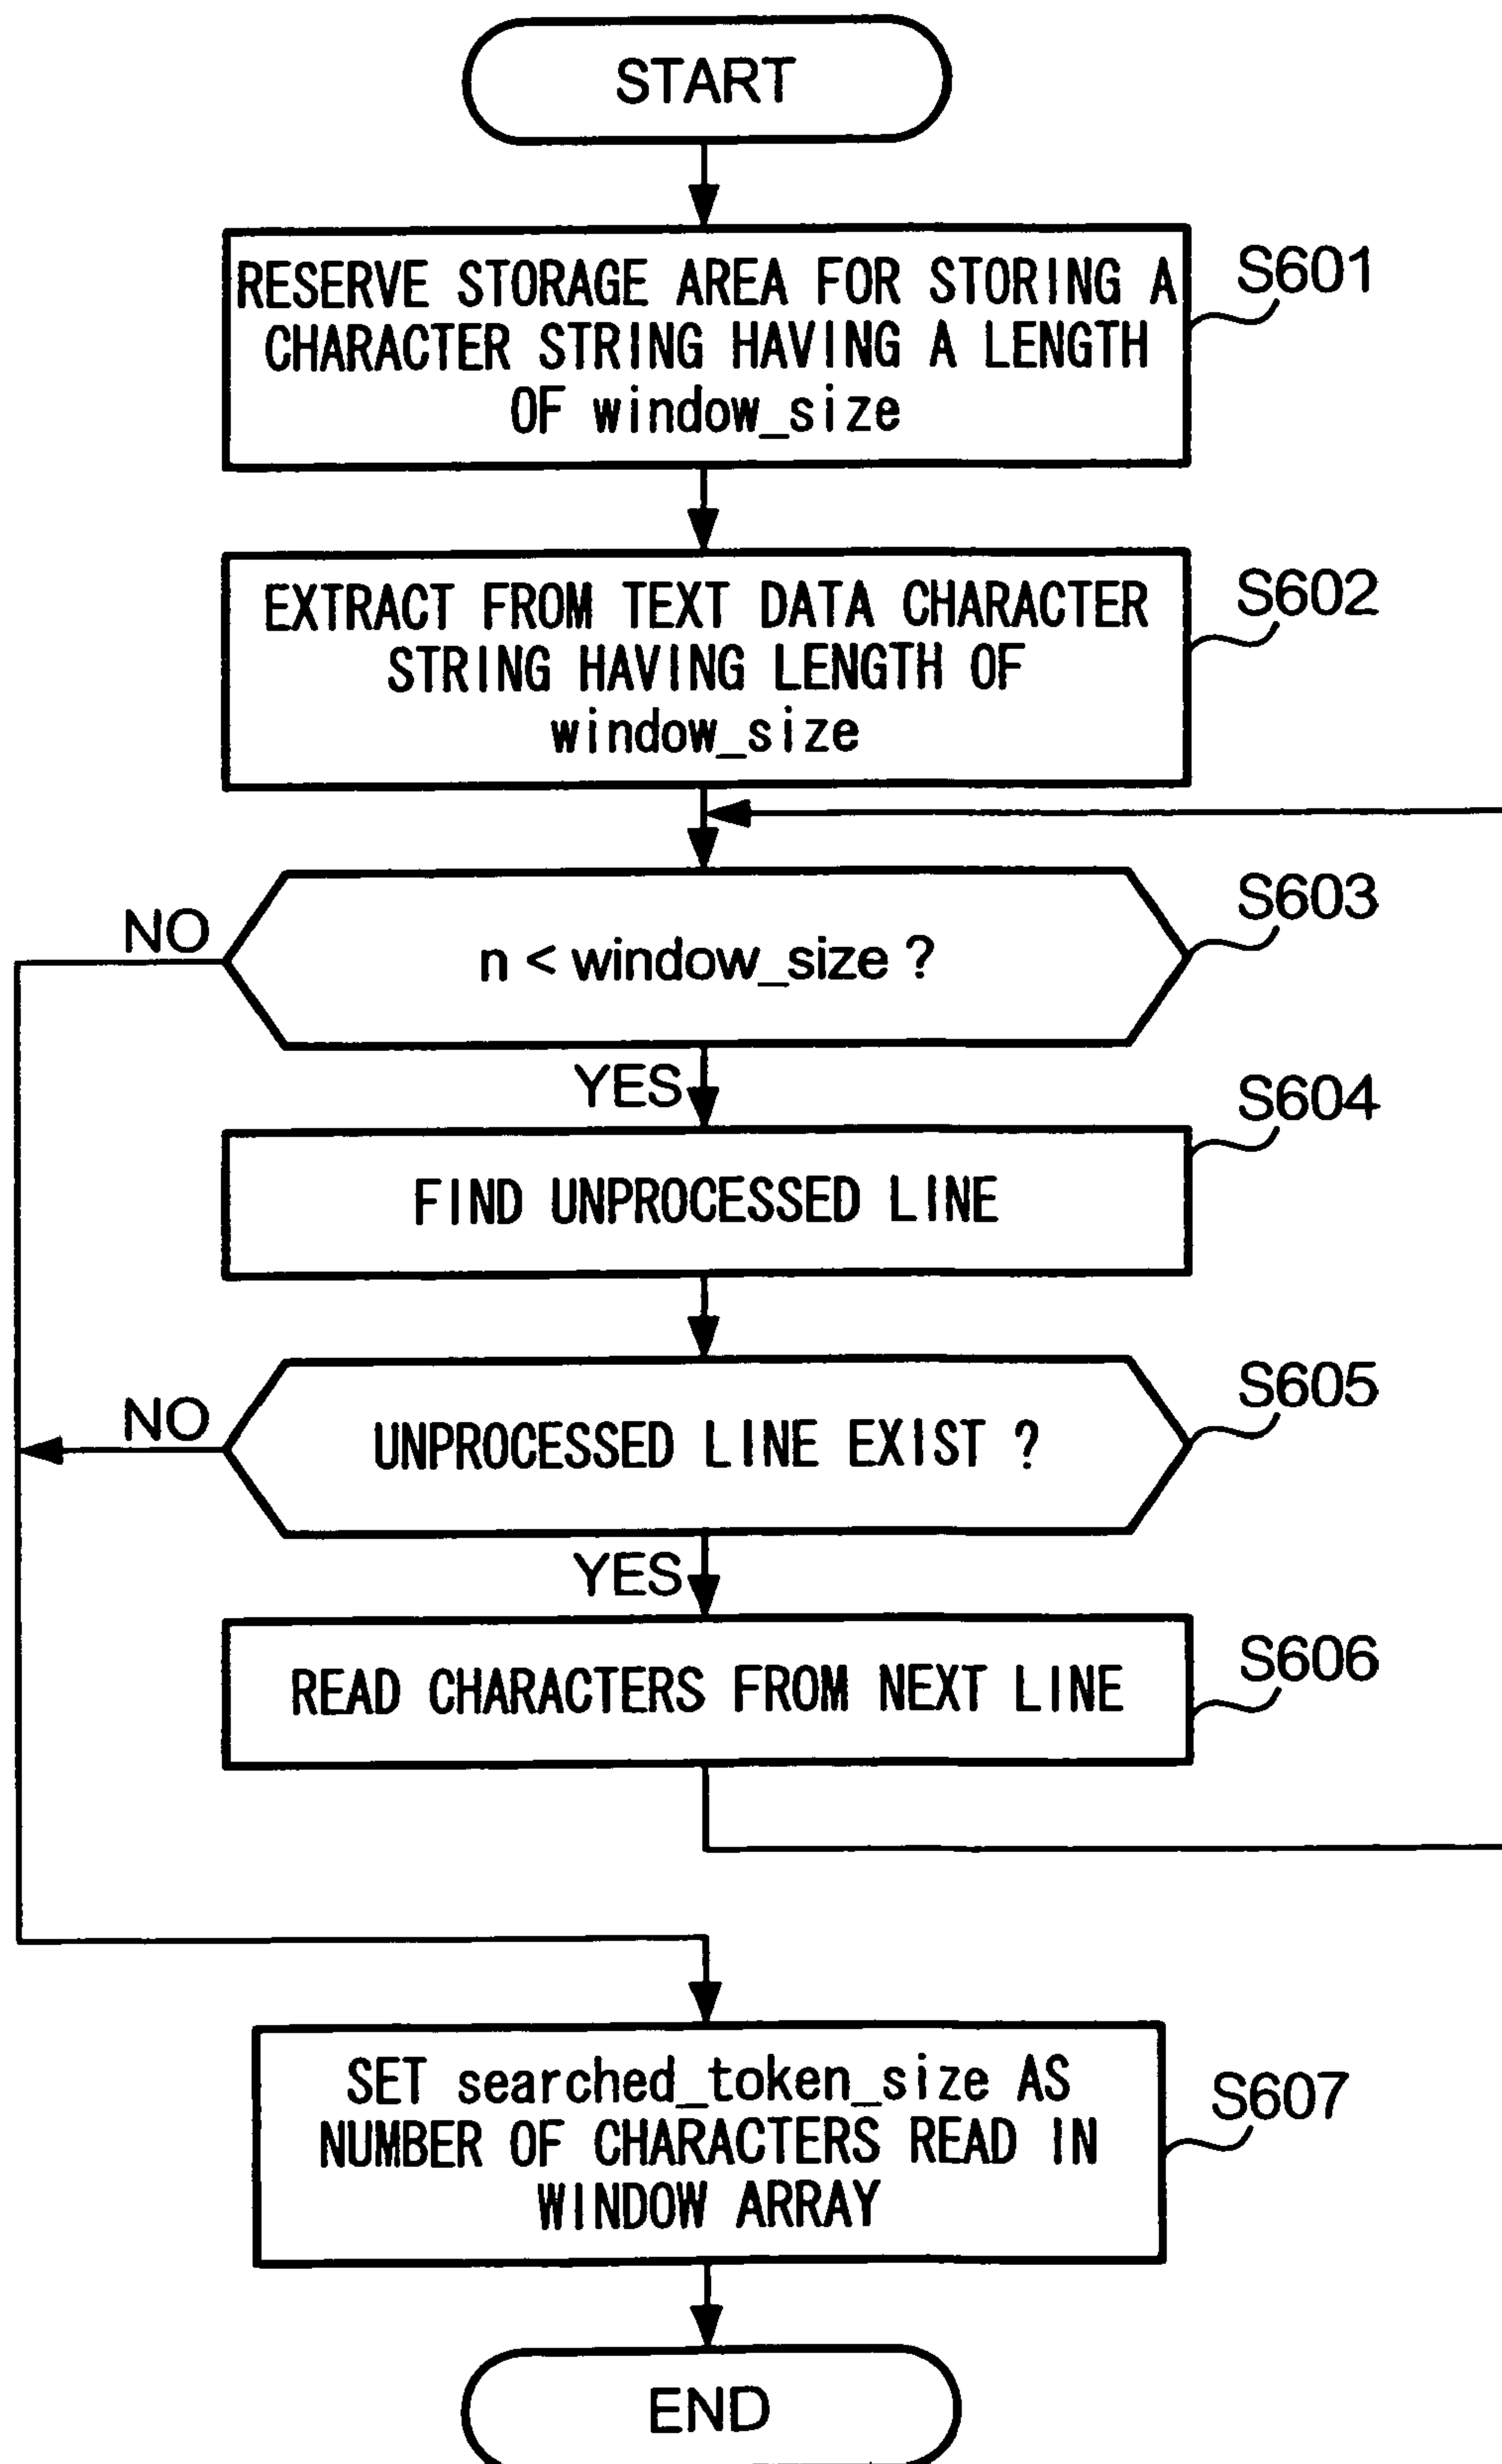 START
RESERVE STORAGE AREA FOR STORING A
CHARACTER STRING HAVING A LENGTH
OF window_size
S601
EXTRACT FROM TEXT DATA CHARACTER
STRING HAVING LENGTH OF
window_size
S602
NO
n < window_size ?
S603
YES
S604
FIND UNPROCESSED LINE
NO
UNPROCESSED LINE EXIST ?
S605
YES
READ CHARACTERS FROM NEXT LINE
S606
SET searched_token_size AS
NUMBER OF CHARACTERS READ IN
WINDOW ARRAY
S607
END